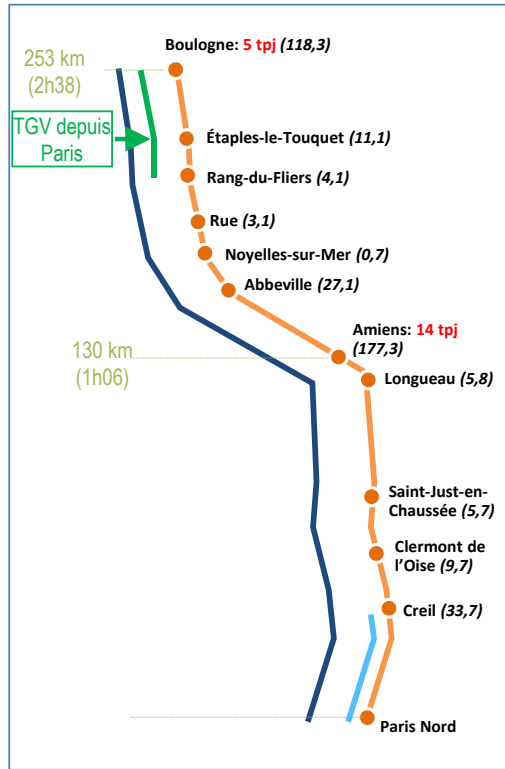 Boulogne: 5 tpj (118,3)
253 km
(2h38)
TGV depuis
Paris
Étaples-le-Touquet (11,1)
Rang-du-Fliers (4,1)
Rue (3,1)
Noyelles-sur-Mer (0,7)
Abbeville (27,1)
Amiens: 14 tpj
(177,3)
130 km
(1h06)
Longueau (5,8)
Saint-Just-en-
Chaussée (5,7)
Clermont de
l’Oise (9,7)
Creil (33,7)
Paris Nord